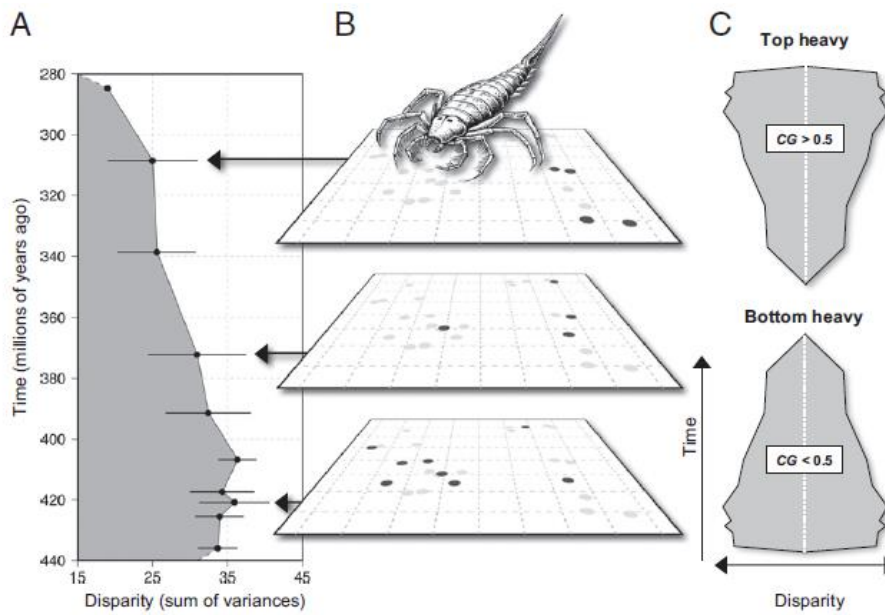 A
B
C
280
300
320
340
360
380
400
420
440
Time (millions of years ago)
15
25
35
45
Disparity (sum of variances)
Top heavy
CG > 0.5
Bottom heavy
CG < 0.5
Time
Disparity